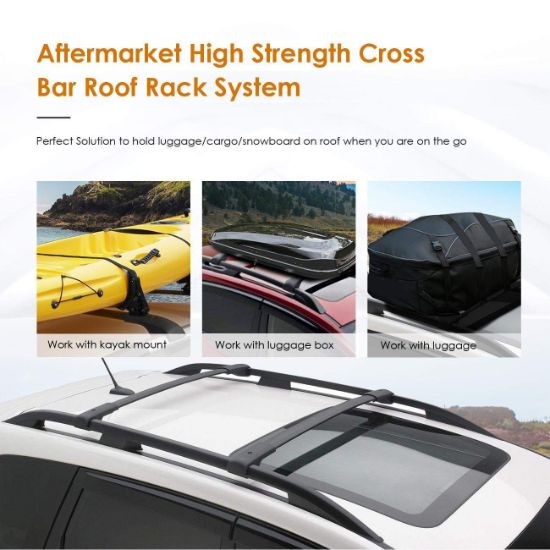 Aftermarket High Strength Cross
Bar Roof Rack System
Perfect Solution to hold luggage/cargo/snowboard on roof when you are on the go
Work with kayak mount
Work with luggage box
Work with luggage